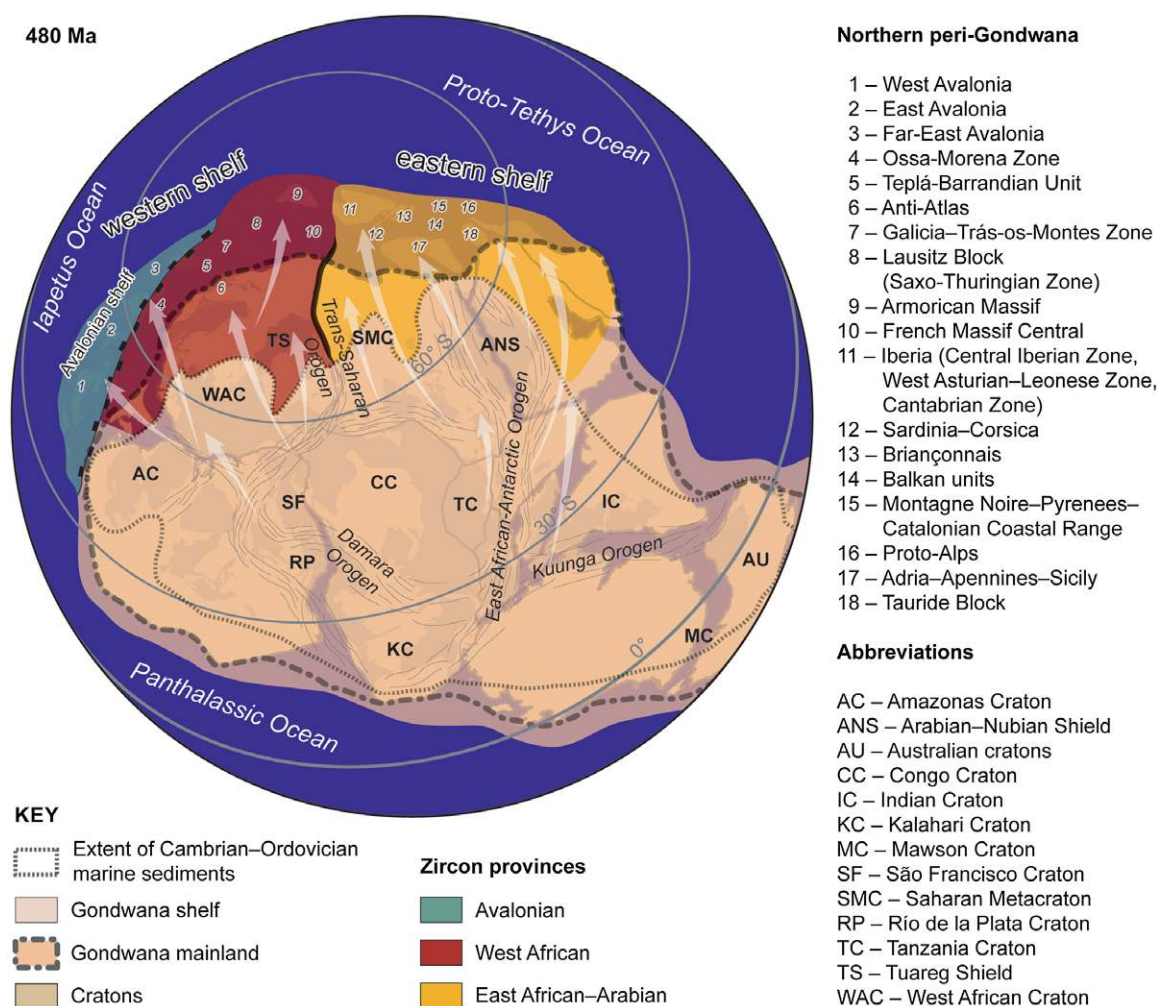 480 Ma
Proto-Tethys Ocean
Iapetus Ocean
western shelf
eastern shelf
Avalonian shelf
1
2
3
4
5
6
7
8
9
10
11
12
13
14
15
16
17
18
TS
Trans-Saharan
Orogen
SMC
60° S
ANS
WAC
AC
SF
CC
TC
East African-Antarctic Orogen
30° S
IC
RP
Damara
Orogen
Kuunga Orogen
AU
KC
0°
MC
Panthalassic Ocean
KEY
Extent of Cambrian–Ordovician
marine sediments
Gondwana shelf
Gondwana mainland
Cratons
Zircon provinces
Avalonian
West African
East African–Arabian
Northern peri-Gondwana
1 – West Avalonia
2 – East Avalonia
3 – Far-East Avalonia
4 – Ossa-Morena Zone
5 – Teplá-Barrandian Unit
6 – Anti-Atlas
7 – Galicia–Trás-os-Montes Zone
8 – Lausitz Block
(Saxo-Thuringian Zone)
9 – Armorican Massif
10 – French Massif Central
11 – Iberia (Central Iberian Zone,
West Asturian–Leonese Zone,
Cantabrian Zone)
12 – Sardinia–Corsica
13 – Briançonnais
14 – Balkan units
15 – Montagne Noire–Pyrenees–
Catalonian Coastal Range
16 – Proto-Alps
17 – Adria–Apennines–Sicily
18 – Tauride Block
Abbreviations
AC – Amazonas Craton
ANS – Arabian–Nubian Shield
AU – Australian cratons
CC – Congo Craton
IC – Indian Craton
KC – Kalahari Craton
MC – Mawson Craton
SF – São Francisco Craton
SMC – Saharan Metacraton
RP – Río de la Plata Craton
TC – Tanzania Craton
TS – Tuareg Shield
WAC – West African Craton